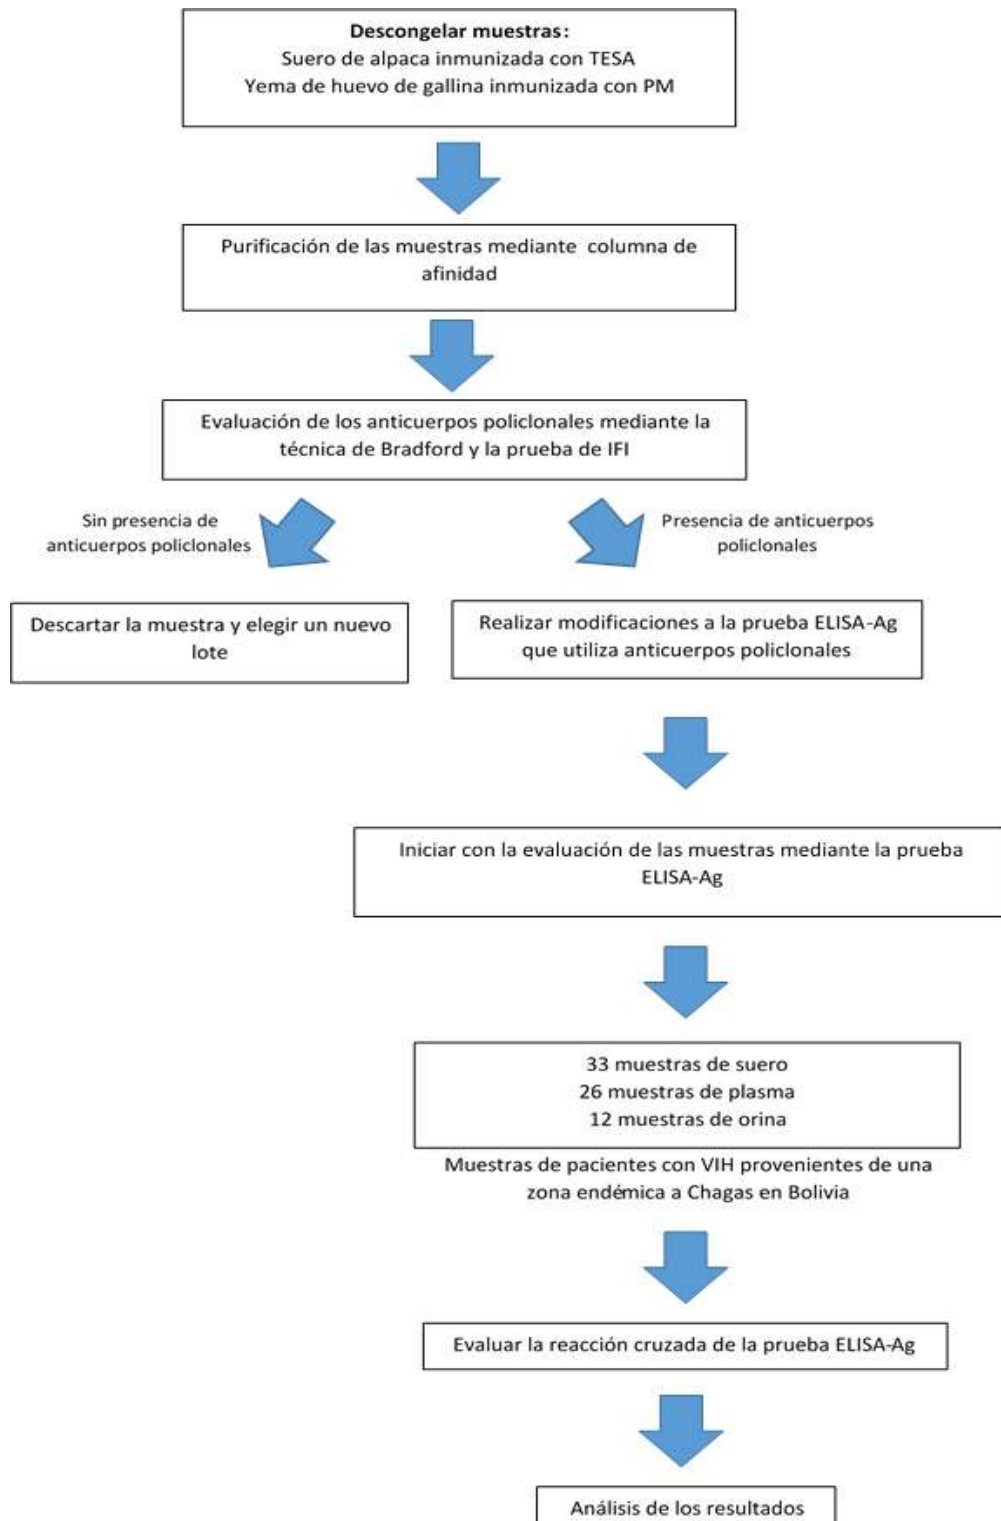 Descongelar muestras:
Suero de alpaca inmunizada con TESA
Yema de huevo de gallina inmunizada con PM
Purificación de las muestras mediante columna de
afinidad
Evaluación de los anticuerpos policlonales mediante la
técnica de Bradford y la prueba de IFI
Sin presencia de
anticuerpos policlonales
Presencia de anticuerpos
policlonales
Descartar la muestra y elegir un nuevo
lote
Realizar modificaciones a la prueba ELISA-Ag
que utiliza anticuerpos policlonales
Iniciar con la evaluación de las muestras mediante la prueba
ELISA-Ag
33 muestras de suero
26 muestras de plasma
12 muestras de orina
Muestras de pacientes con VIH provenientes de una
zona endémica a Chagas en Bolivia
Evaluar la reacción cruzada de la prueba ELISA-Ag
Análisis de los resultados